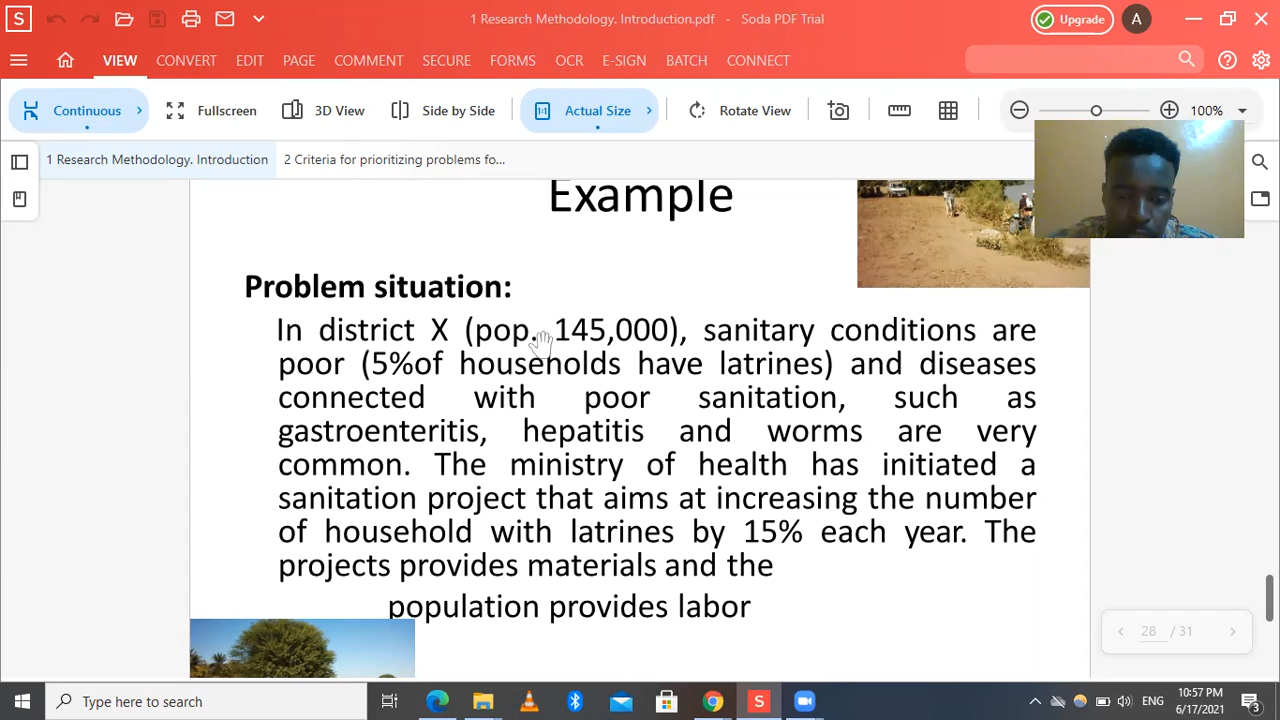 S
1 Research Methodology. Introduction.pdf - Soda PDF Trial
Upgrade
A
VIEW CONVERT EDIT PAGE COMMENT SECURE FORMS OCR E-SIGN BATCH CONNECT
Continuous Fullscreen 3D View Side by Side 1:1 Actual Size Rotate View 100%
1 Research Methodology. Introduction 2 Criteria for prioritizing problems fo...
Example
Problem situation:
In district X (pop. 145,000), sanitary conditions are
poor (5%of households have latrines) and diseases
connected with poor sanitation, such as
gastroenteritis, hepatitis and worms are very
common. The ministry of health has initiated a
sanitation project that aims at increasing the number
of household with latrines by 15% each year. The
projects provides materials and the
population provides labor
28 / 31
Type here to search
S
ENG
10:57 PM
6/17/2021
3